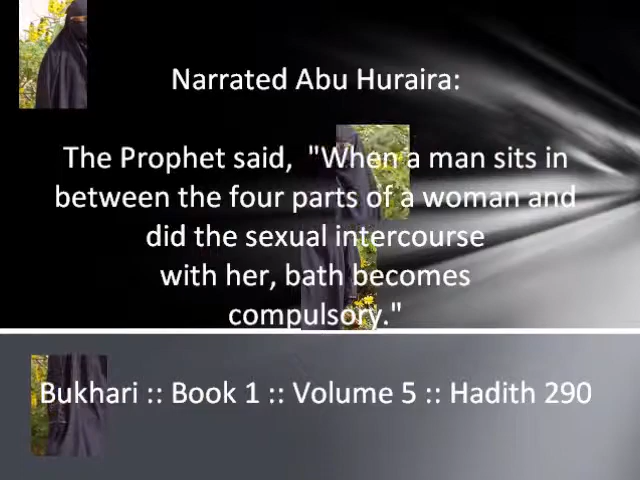 Narrated Abu Huraira:
The Prophet said, "When a man sits in
between the four parts of a woman and
did the sexual intercourse
with her, bath becomes
compulsory."
Bukhari :: Book 1 :: Volume 5 :: Hadith 290